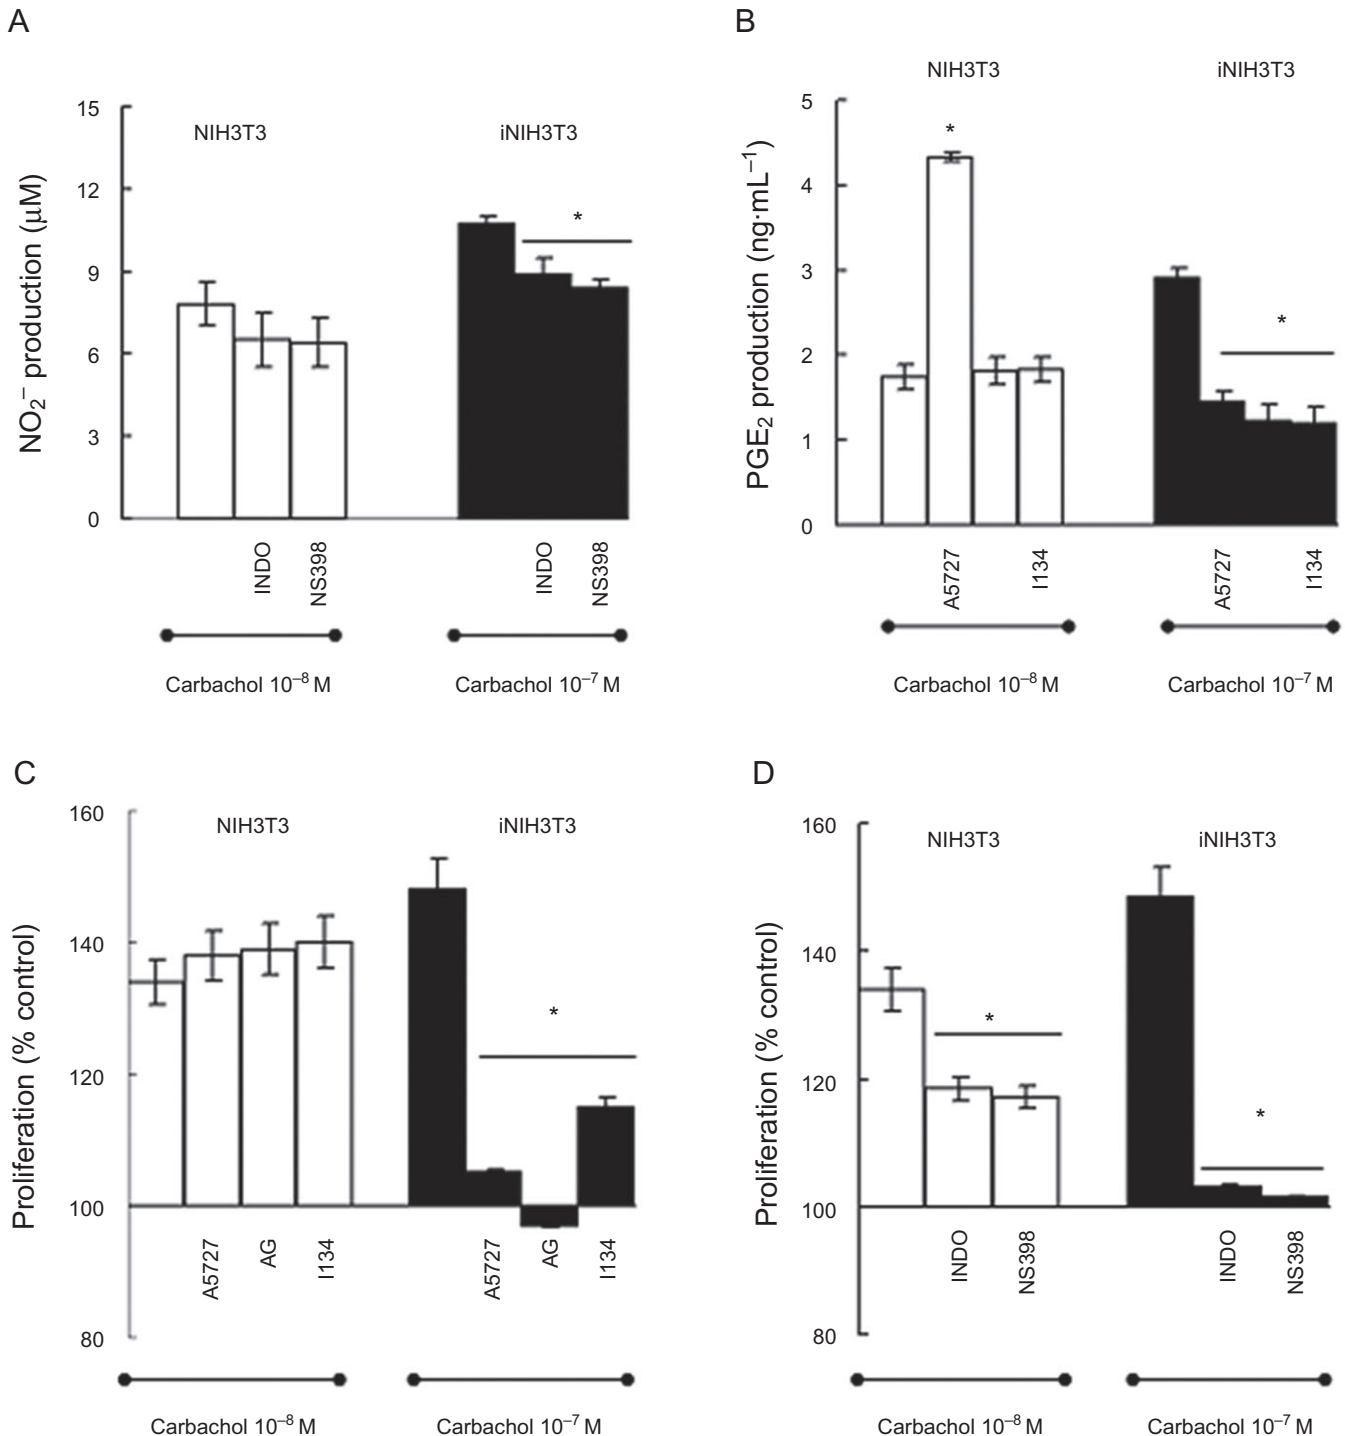 A
NIH3T3
iNIH3T3
NO₂⁻ production (μM)
15
12
9
6
3
0
*
INDO
NS398
INDO
NS398
Carbachol 10⁻⁸ M
Carbachol 10⁻⁷ M
B
NIH3T3
iNIH3T3
PGE₂ production (ng·mL⁻¹)
5
4
3
2
1
0
*
*
A5727
I134
A5727
I134
Carbachol 10⁻⁸ M
Carbachol 10⁻⁷ M
C
NIH3T3
iNIH3T3
Proliferation (% control)
160
140
120
100
80
*
A5727
AG
I134
A5727
AG
I134
Carbachol 10⁻⁸ M
Carbachol 10⁻⁷ M
D
NIH3T3
iNIH3T3
Proliferation (% control)
160
140
120
100
80
*
*
INDO
NS398
INDO
NS398
Carbachol 10⁻⁸ M
Carbachol 10⁻⁷ M